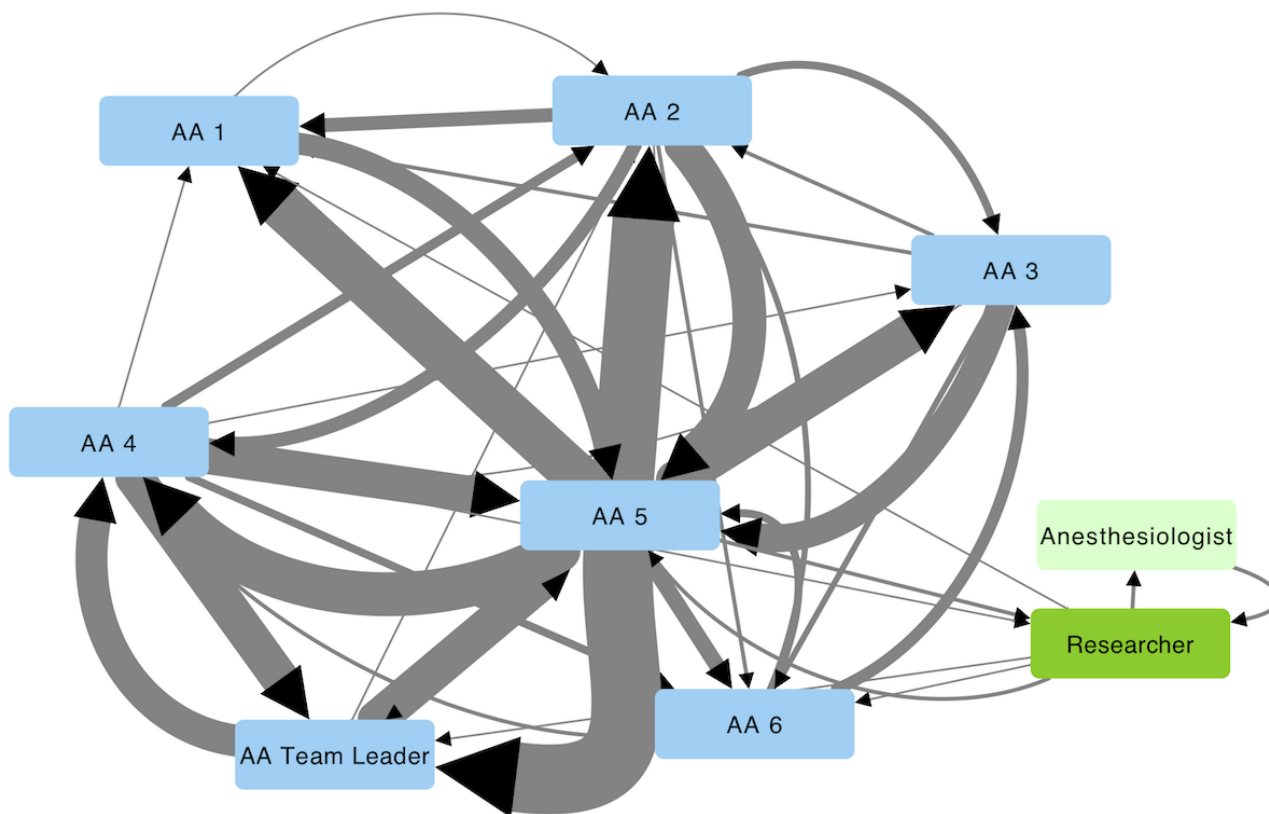 AA 1
AA 2
AA 3
AA 4
AA 5
Anesthesiologist
Researcher
AA 6
AA Team Leader